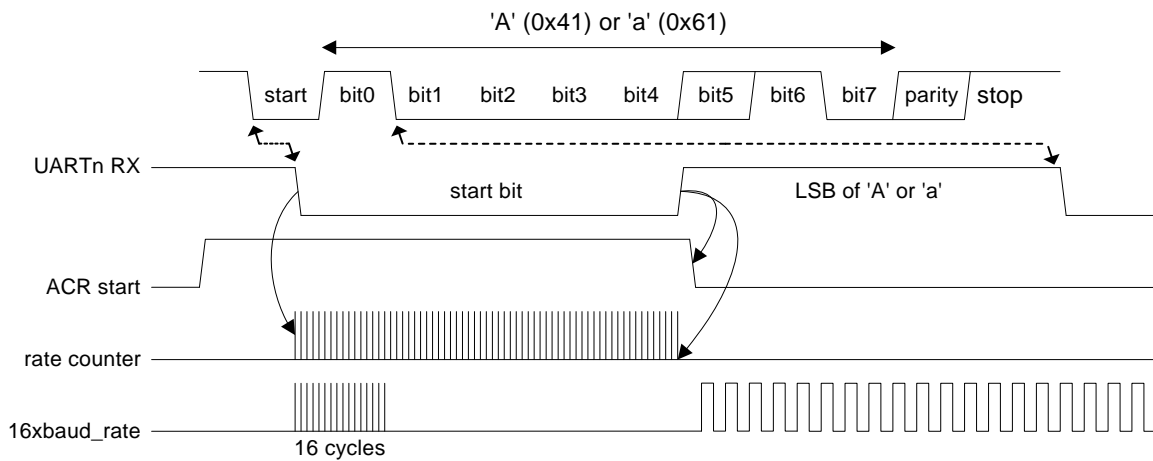 'A' (0x41) or 'a' (0x61)
start bit0 bit1 bit2 bit3 bit4 bit5 bit6 bit7 parity stop
UARTn RX
start bit
LSB of 'A' or 'a'
ACR start
rate counter
16xbaud_rate
16 cycles